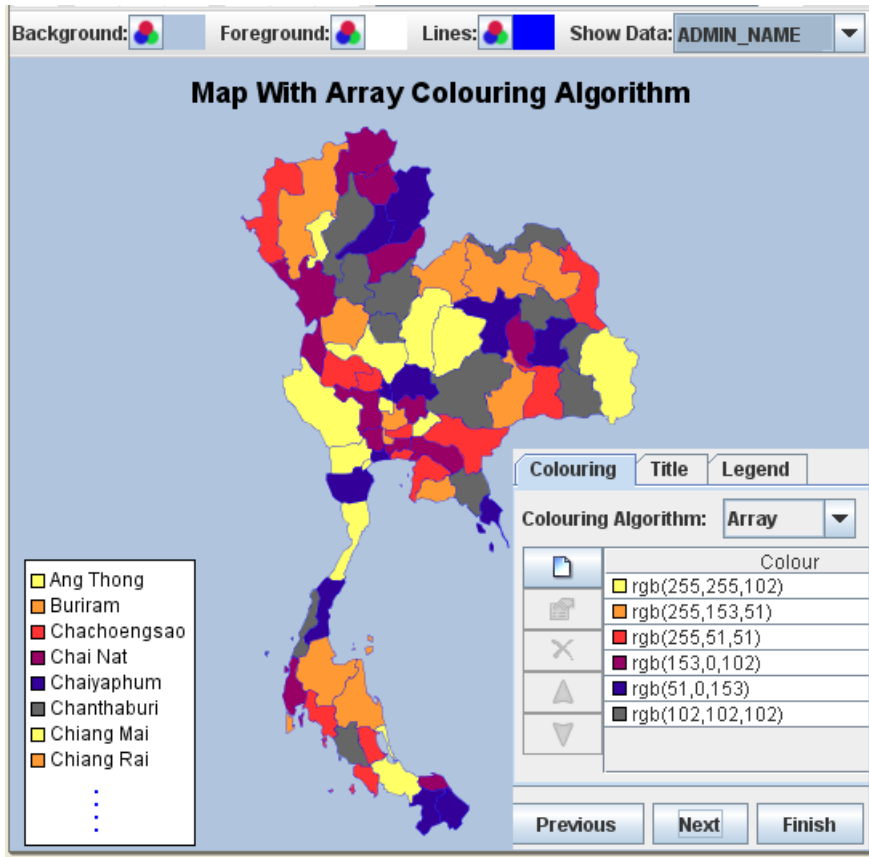 Background: Foreground: Lines: Show Data: ADMIN_NAME
Map With Array Colouring Algorithm
Ang Thong
Buriram
Chachoengsao
Chai Nat
Chaiyaphum
Chanthaburi
Chiang Mai
Chiang Rai
Colouring Title Legend
Colouring Algorithm: Array
Colour
rgb(255,255,102)
rgb(255,153,51)
rgb(255,51,51)
rgb(153,0,102)
rgb(51,0,153)
rgb(102,102,102)
Previous Next Finish